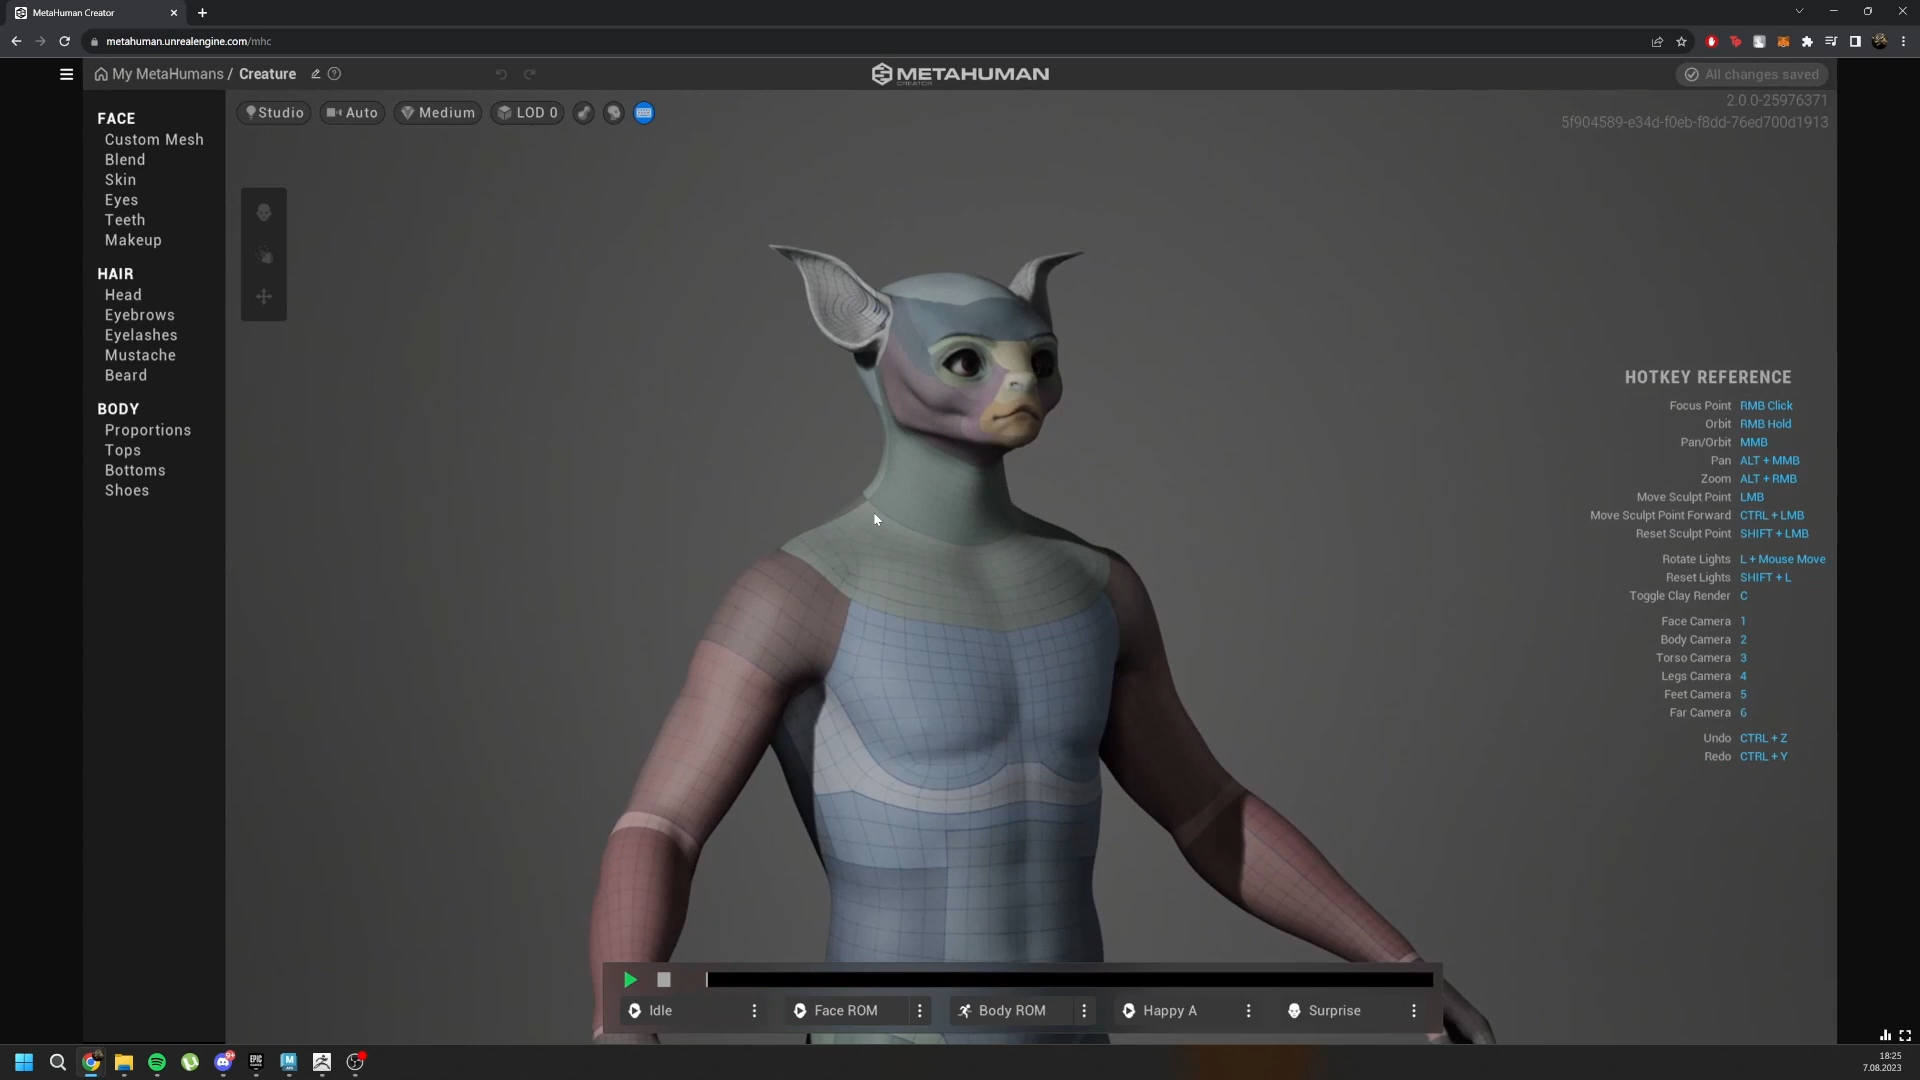 MetaHuman Creator
metahuman.unrealengine.com/mhc
My MetaHumans / Creature
METAHUMAN
CREATOR
All changes saved
Studio
Auto
Medium
LOD 0
2.0.0-25976371
5f904589-e34d-f0eb-f8dd-76ed700d1913
FACE
Custom Mesh
Blend
Skin
Eyes
Teeth
Makeup
HAIR
Head
Eyebrows
Eyelashes
Mustache
Beard
BODY
Proportions
Tops
Bottoms
Shoes
HOTKEY REFERENCE
Focus Point RMB Click
Orbit RMB Hold
Pan/Orbit MMB
Pan ALT + MMB
Zoom ALT + RMB
Move Sculpt Point LMB
Move Sculpt Point Forward CTRL + LMB
Reset Sculpt Point SHIFT + LMB
Rotate Lights L + Mouse Move
Reset Lights SHIFT + L
Toggle Clay Render C
Face Camera 1
Body Camera 2
Torso Camera 3
Legs Camera 4
Feet Camera 5
Far Camera 6
Undo CTRL + Z
Redo CTRL + Y
Idle
Face ROM
Body ROM
Happy A
Surprise
EPIC
18:25
7.08.2023